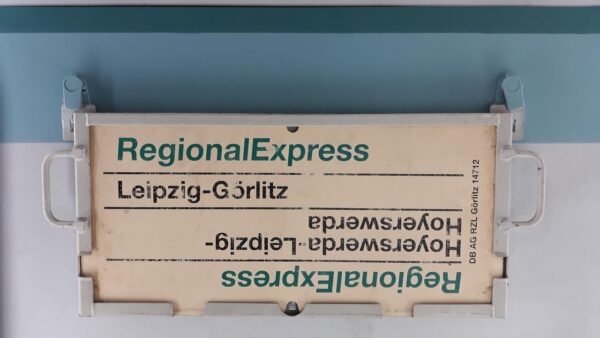 RegionalExpress
Leipzig-Görlitz
RegionalExpress
Hoyerswerda-Leipzig-
Hoyerswerda
DB AG RZL Görlitz 14712